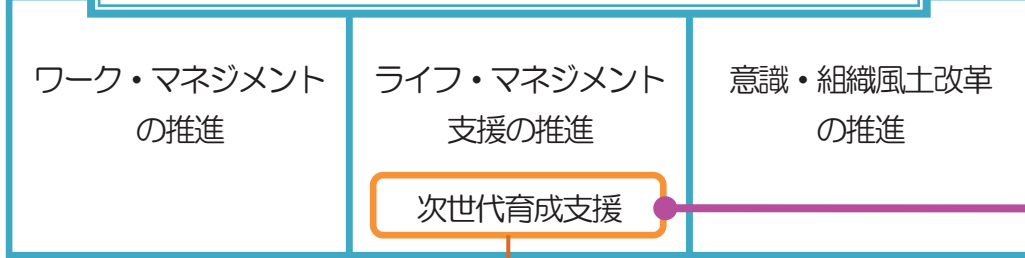 ワーク・マネジメント
の推進
ライフ・マネジメント
支援の推進
次世代育成支援
意識・組織風土改革
の推進